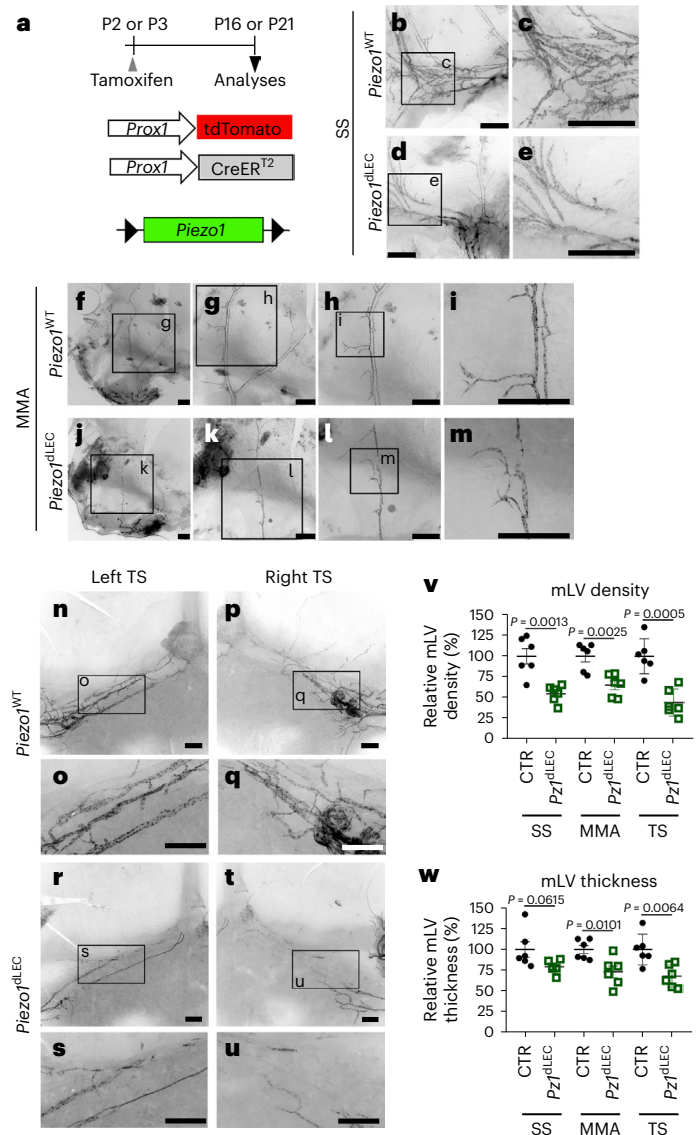 a
P2 or P3
P16 or P21
Tamoxifen
Analyses
Prox1
tdTomato
Prox1
CreER^T2
Piezo1
SS
Piezo1^WT
b
c
c
Piezo1^dLEC
d
e
e
MMA
Piezo1^WT
f
g
g
h
h
i
i
Piezo1^dLEC
j
k
k
l
l
m
m
Left TS
Right TS
Piezo1^WT
n
o
p
q
o
q
Piezo1^dLEC
r
s
t
u
s
u
v
mLV density
Relative mLV
density (%)
150
125
100
75
50
25
0
P = 0.0013
P = 0.0025
P = 0.0005
CTR
Pz1^dLEC
CTR
Pz1^dLEC
CTR
Pz1^dLEC
SS
MMA
TS
w
mLV thickness
Relative mLV
thickness (%)
150
125
100
75
50
25
0
P = 0.0615
P = 0.0101
P = 0.0064
CTR
Pz1^dLEC
CTR
Pz1^dLEC
CTR
Pz1^dLEC
SS
MMA
TS